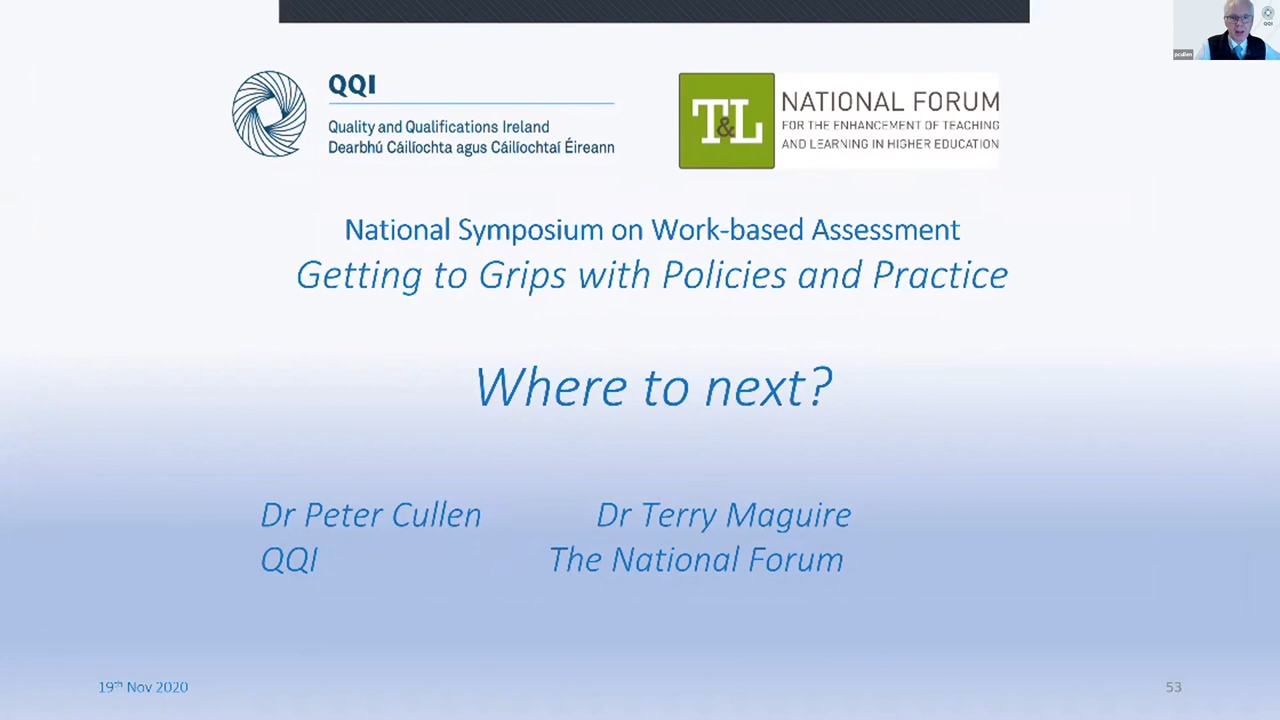 QQI
Quality and Qualifications Ireland
Dearbhú Cáilíochta agus Cáilíochtaí Éireann
T&L
NATIONAL FORUM
FOR THE ENHANCEMENT OF TEACHING
AND LEARNING IN HIGHER EDUCATION
pcullen
QQI
National Symposium on Work-based Assessment
Getting to Grips with Policies and Practice
Where to next?
Dr Peter Cullen Dr Terry Maguire
QQI The National Forum
19th Nov 2020
53